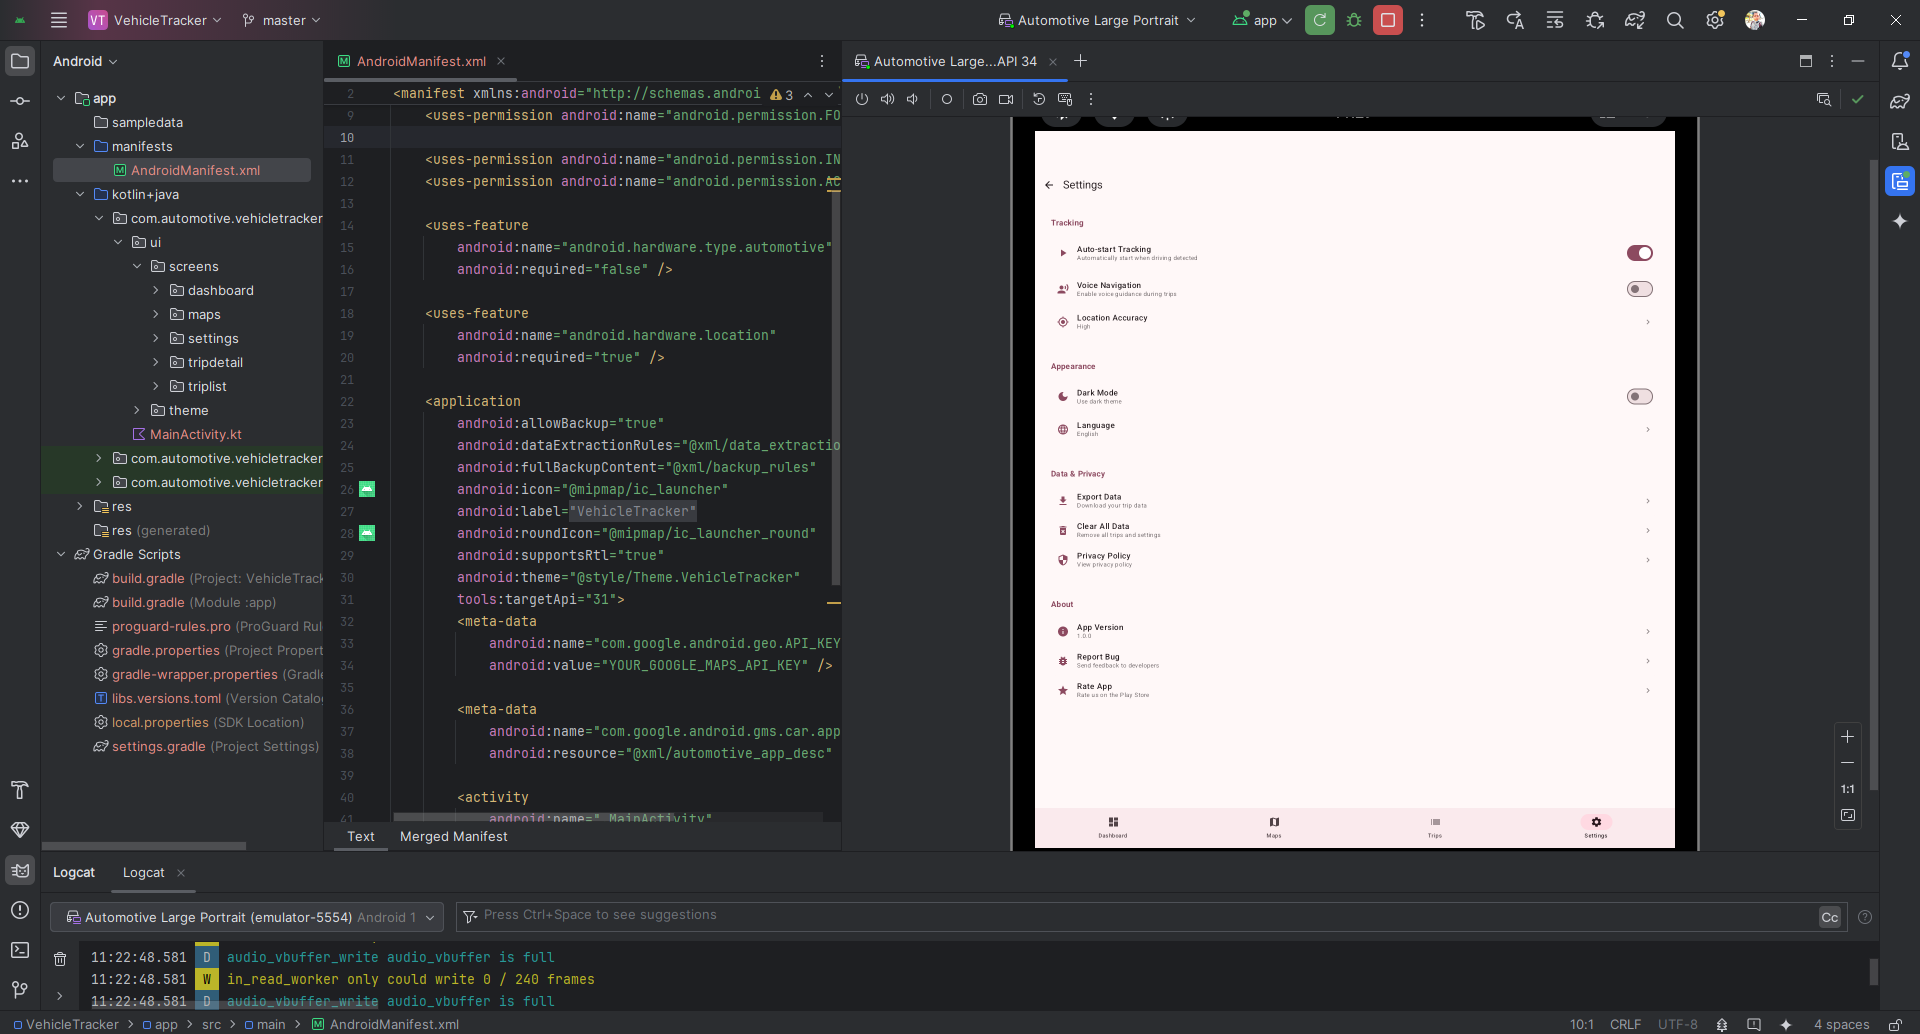 VT VehicleTracker master Automotive Large Portrait app
Android
app
sampledata
manifests
AndroidManifest.xml
kotlin+java
com.automotive.vehicletracker
ui
screens
dashboard
maps
settings
tripdetail
triplist
theme
MainActivity.kt
com.automotive.vehicletracker
com.automotive.vehicletracker
res
res (generated)
Gradle Scripts
build.gradle (Project: VehicleTrack
build.gradle (Module :app)
proguard-rules.pro (ProGuard Rul
gradle.properties (Project Propert
gradle-wrapper.properties (Gradle
libs.versions.toml (Version Catalog
local.properties (SDK Location)
settings.gradle (Project Settings)
AndroidManifest.xml
3
2 <manifest xmlns:android="http://schemas.androi
9 <uses-permission android:name="android.permission.FO
10
11 <uses-permission android:name="android.permission.IN
12 <uses-permission android:name="android.permission.AC
13
14 <uses-feature
15 android:name="android.hardware.type.automotive"
16 android:required="false" />
17
18 <uses-feature
19 android:name="android.hardware.location"
20 android:required="true" />
21
22 <application
23 android:allowBackup="true"
24 android:dataExtractionRules="@xml/data_extractio
25 android:fullBackupContent="@xml/backup_rules"
26 android:icon="@mipmap/ic_launcher"
27 android:label="VehicleTracker"
28 android:roundIcon="@mipmap/ic_launcher_round"
29 android:supportsRtl="true"
30 android:theme="@style/Theme.VehicleTracker"
31 tools:targetApi="31">
32 <meta-data
33 android:name="com.google.android.geo.API_KEY
34 android:value="YOUR_GOOGLE_MAPS_API_KEY" />
35
36 <meta-data
37 android:name="com.google.android.gms.car.app
38 android:resource="@xml/automotive_app_desc"
39
40 <activity
41 android:name=".MainActivity"
Text Merged Manifest
Automotive Large...API 34
Settings
Tracking
Auto-start Tracking
Automatically start when driving detected
Voice Navigation
Enable voice guidance during trips
Location Accuracy
High
Appearance
Dark Mode
Use dark theme
Language
English
Data & Privacy
Export Data
Download your trip data
Clear All Data
Remove all trips and settings
Privacy Policy
View privacy policy
About
App Version
1.0.0
Report Bug
Send feedback to developers
Rate App
Rate us on the Play Store
Dashboard Maps Trips Settings
1:1
Logcat Logcat
Automotive Large Portrait (emulator-5554) Android 1
Press Ctrl+Space to see suggestions
Cc
11:22:48.581 D audio_vbuffer_write audio_vbuffer is full
11:22:48.581 W in_read_worker only could write 0 / 240 frames
11:22:48.581 D audio_vbuffer_write audio_vbuffer is full
VehicleTracker app src main AndroidManifest.xml
10:1 CRLF UTF-8 4 spaces